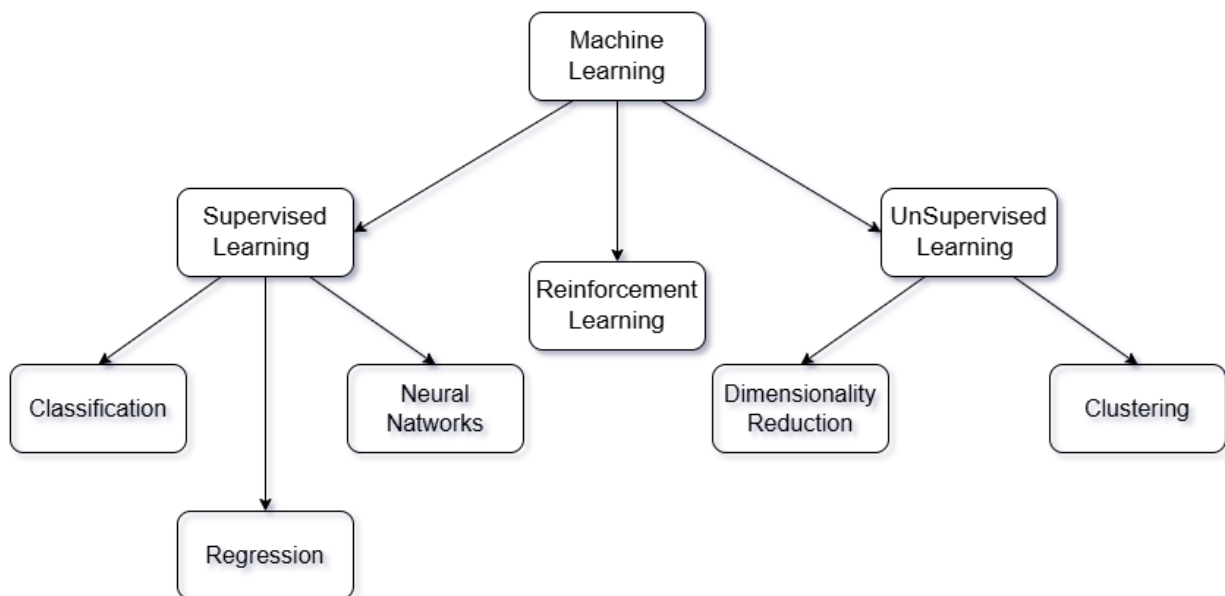 Machine
Learning
Supervised
Learning
UnSupervised
Learning
Reinforcement
Learning
Classification
Neural
Natworks
Dimensionality
Reduction
Clustering
Regression